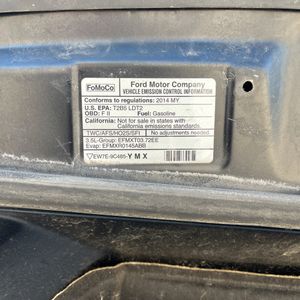 FoMoCo
Ford Motor Company
VEHICLE EMISSION CONTROL INFORMATION
Conforms to regulations: 2014 MY
U.S. EPA: T2B5 LDT2
OBD: F II Fuel: Gasoline
California: Not for sale in states with
California emissions standards.
TWC/AFS/HO2S/SFI No adjustments needed.
3.5L-Group: EFMXT03.72EE
Evap: EFMXR0145ABB
EW7E-9C485-YMX